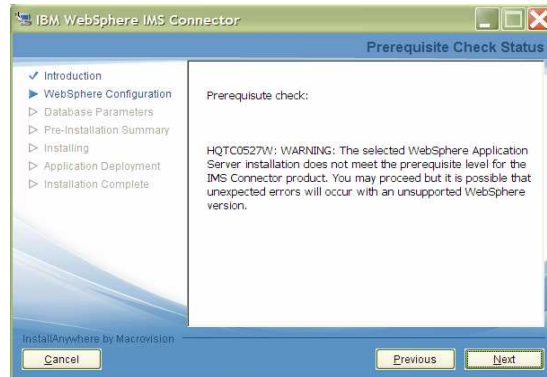 IBM WebSphere IMS Connector
Prerequisite Check Status
Introduction
WebSphere Configuration
Database Parameters
Pre-Installation Summary
Installing
Application Deployment
Installation Complete
Prerequisute check:
HQTC0527W: WARNING: The selected WebSphere Application
Server installation does not meet the prerequisite level for the
IMS Connector product. You may proceed but it is possible that
unexpected errors will occur with an unsupported WebSphere
version.
InstallAnywhere by Macrovision
Cancel
Previous
Next